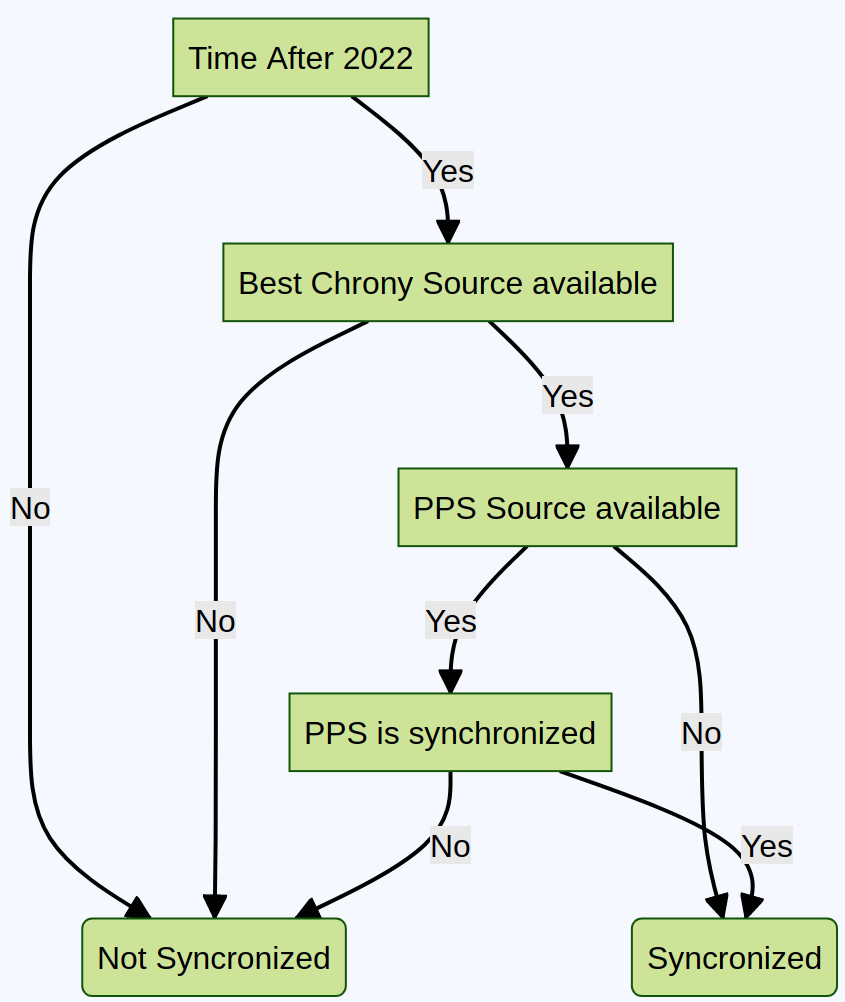 Time After 2022
Yes
Best Chrony Source available
Yes
PPS Source available
No
No
Yes
PPS is synchronized
No
No
Yes
Not Syncronized
Syncronized